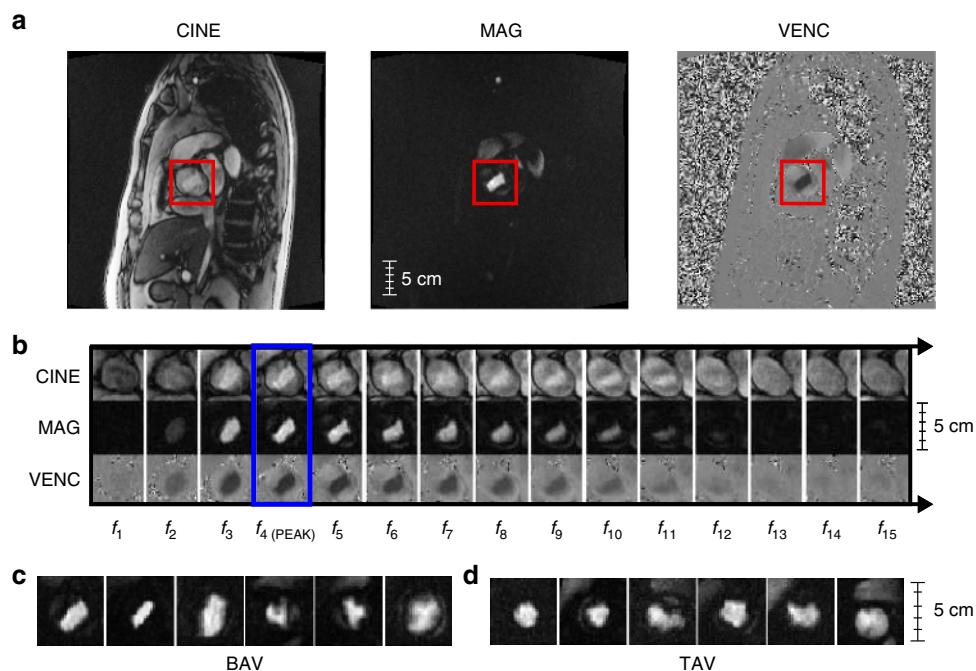 a
CINE MAG VENC
5 cm
b
CINE
MAG
5 cm
VENC
f1 f2 f3 f4 (PEAK) f5 f6 f7 f8 f9 f10 f11 f12 f13 f14 f15
c d
5 cm
BAV TAV